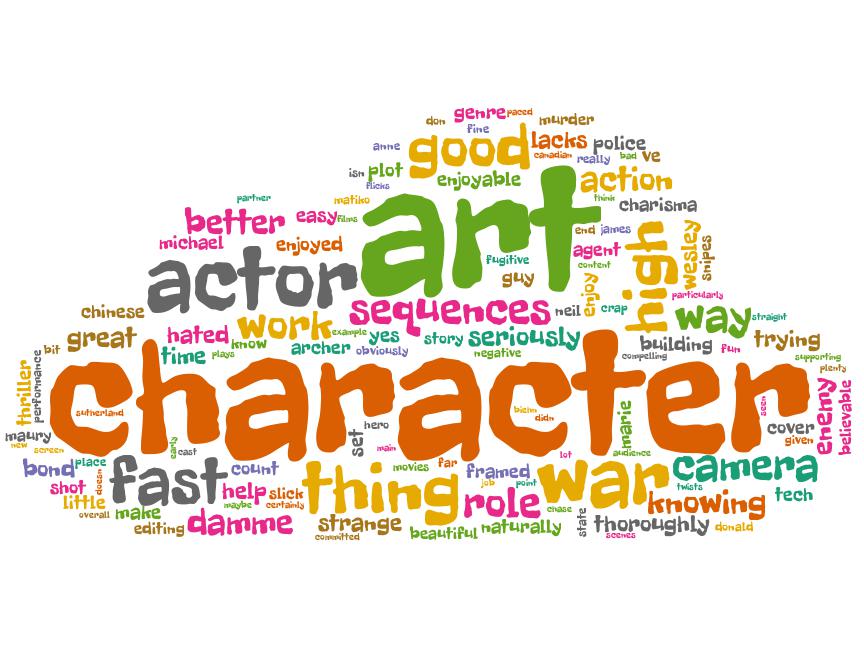 genre paced
don murder
fine
good lacks police
anne canadian really bad ve
isn plot enjoyable action
flicks think
partner matiko art charisma
better easy films end james
michael enjoyed agent high wesley snipes
actor fugitive content
guy enjoy particularly
chinese sequences neil crap way straight
great hated work example yes story seriously building fun trying
bit time know archer obviously negative compelling supporting
plays plenty
thriller performance character enemy believable
sutherland bienn didn marie seen cover
maury hero given
new screen early cast set main lot audience
bond place fast count movies far framed war camera
shot doesn thing job point twists tech
little help slick role knowing
overall make maybe certainly chase
editing damme strange beautiful naturally state thoroughly donald
committed scenes